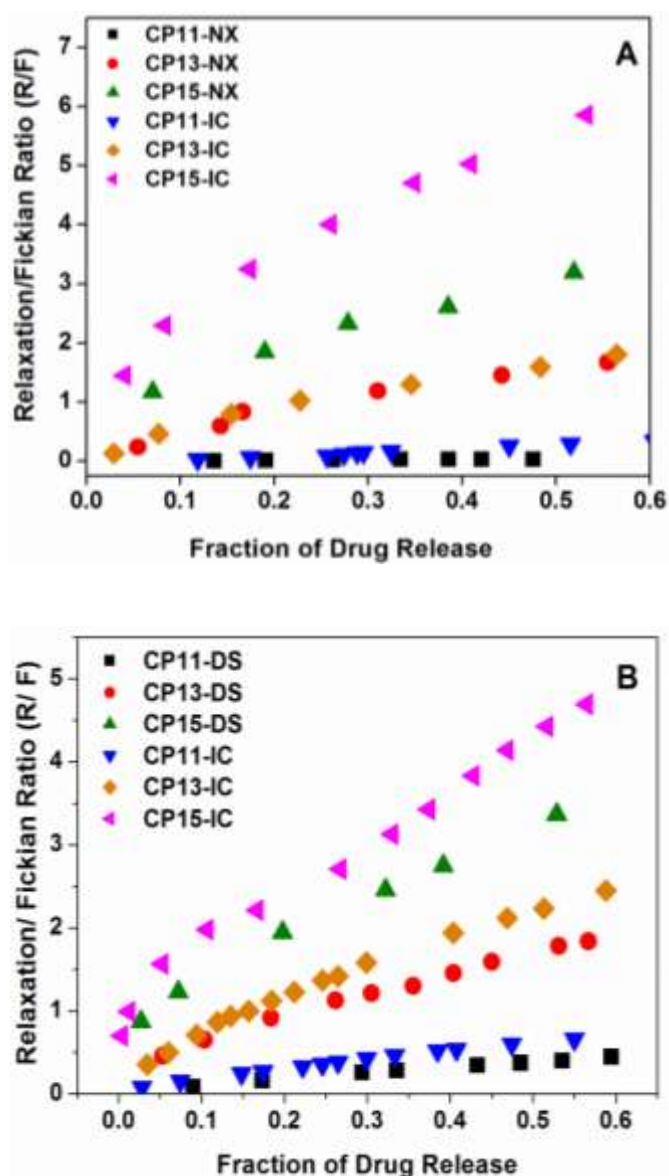 A
CP11-NX
CP13-NX
CP15-NX
CP11-IC
CP13-IC
CP15-IC
Relaxation/Fickian Ratio (R/F)
7
6
5
4
3
2
1
0
0.0 0.1 0.2 0.3 0.4 0.5 0.6
Fraction of Drug Release
B
CP11-DS
CP13-DS
CP15-DS
CP11-IC
CP13-IC
CP15-IC
Relaxation/ Fickian Ratio (R/ F)
5
4
3
2
1
0
0.0 0.1 0.2 0.3 0.4 0.5 0.6
Fraction of Drug Release